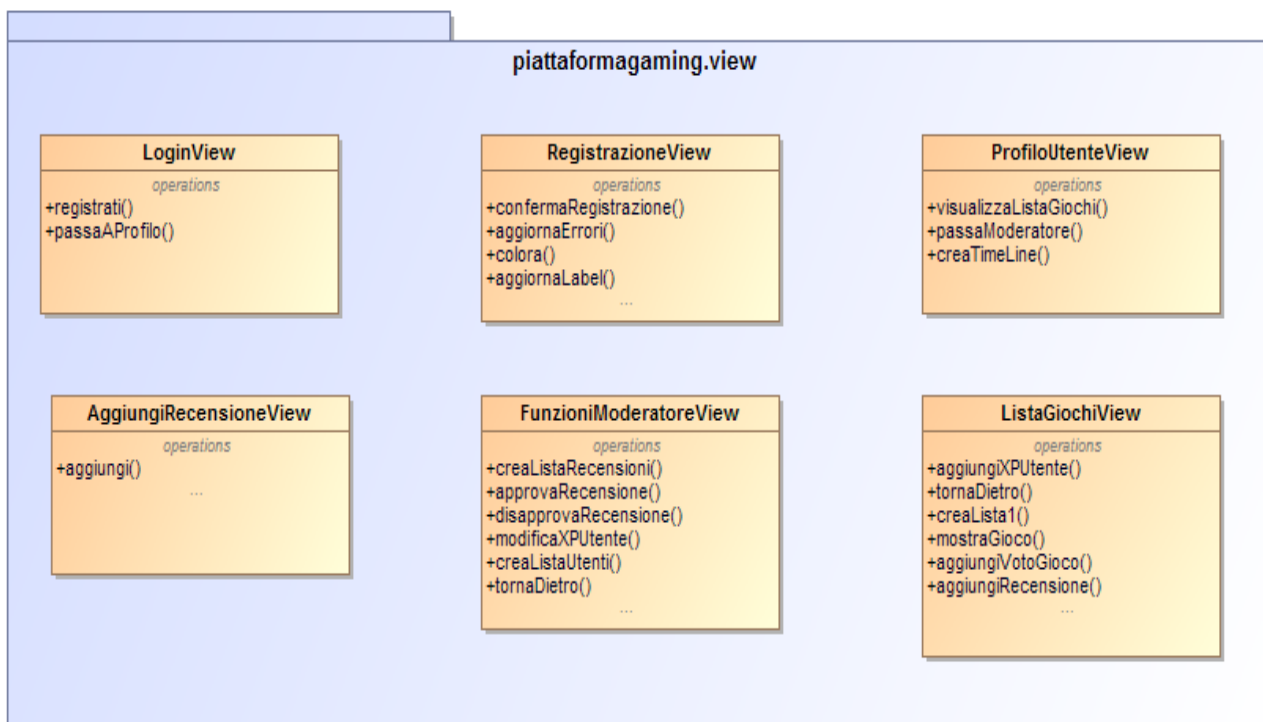 piattaformagaming.view
LoginView
operations
+registrati()
+passaAProfilo()
RegistrazioneView
operations
+confermaRegistrazione()
+aggiornaErrori()
+colora()
+aggiornaLabel()
...
ProfiloUtenteView
operations
+visualizzaListaGiochi()
+passaModeratore()
+creaTimeLine()
AggiungiRecensioneView
operations
+aggiungi()
...
FunzioniModeratoreView
operations
+creaListaRecensioni()
+approvaRecensione()
+disapprovaRecensione()
+modificaXPUtente()
+creaListaUtenti()
+tornaDietro()
...
ListaGiochiView
operations
+aggiungiXPUtente()
+tornaDietro()
+creaLista1()
+mostraGioco()
+aggiungiVotoGioco()
+aggiungiRecensione()
...